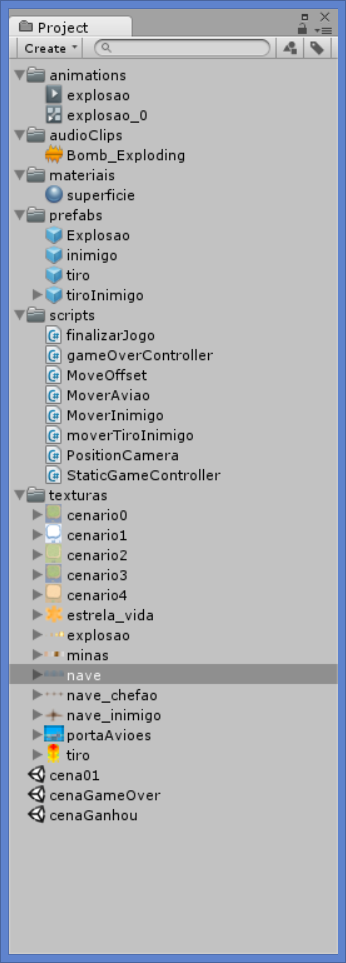 Project
Create
animations
explosao
explosao_0
audioClips
Bomb_Exploding
materiais
superficie
prefabs
Explosao
inimigo
tiro
tiroInimigo
scripts
finalizarJogo
gameOverController
MoveOffset
MoverAviao
MoverInimigo
moverTiroInimigo
PositionCamera
StaticGameController
texturas
cenario0
cenario1
cenario2
cenario3
cenario4
estrela_vida
explosao
minas
nave
nave_chefao
nave_inimigo
portaAvioes
tiro
cena01
cenaGameOver
cenaGanhou